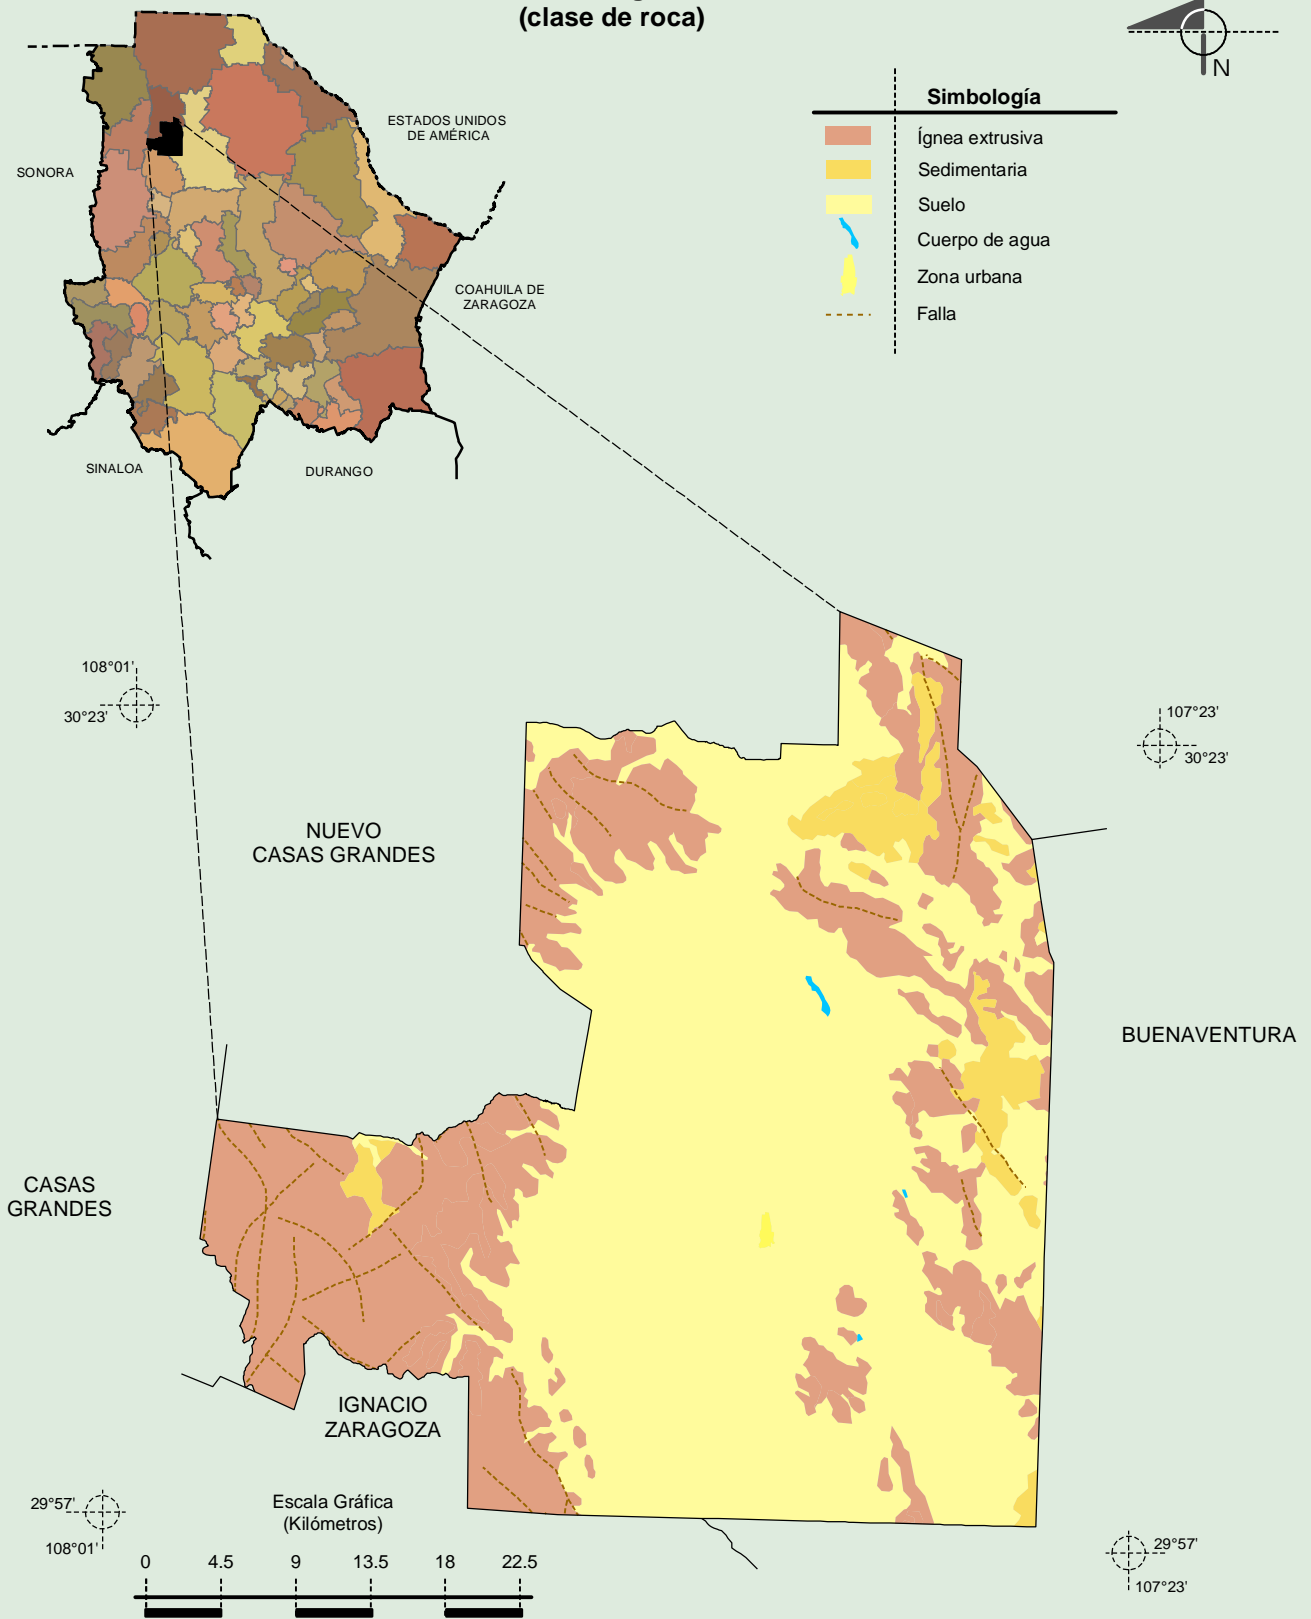 (clase de roca)
N
Simbología
Ígnea extrusiva
Sedimentaria
Suelo
Cuerpo de agua
Zona urbana
Falla
ESTADOS UNIDOS
DE AMÉRICA
SONORA
COAHUILA DE
ZARAGOZA
SINALOA
DURANGO
108°01'
30°23'
107°23'
30°23'
NUEVO
CASAS GRANDES
BUENAVENTURA
CASAS
GRANDES
IGNACIO
ZARAGOZA
29°57'
108°01'
29°57'
107°23'
Escala Gráfica
(Kilómetros)
0 4.5 9 13.5 18 22.5